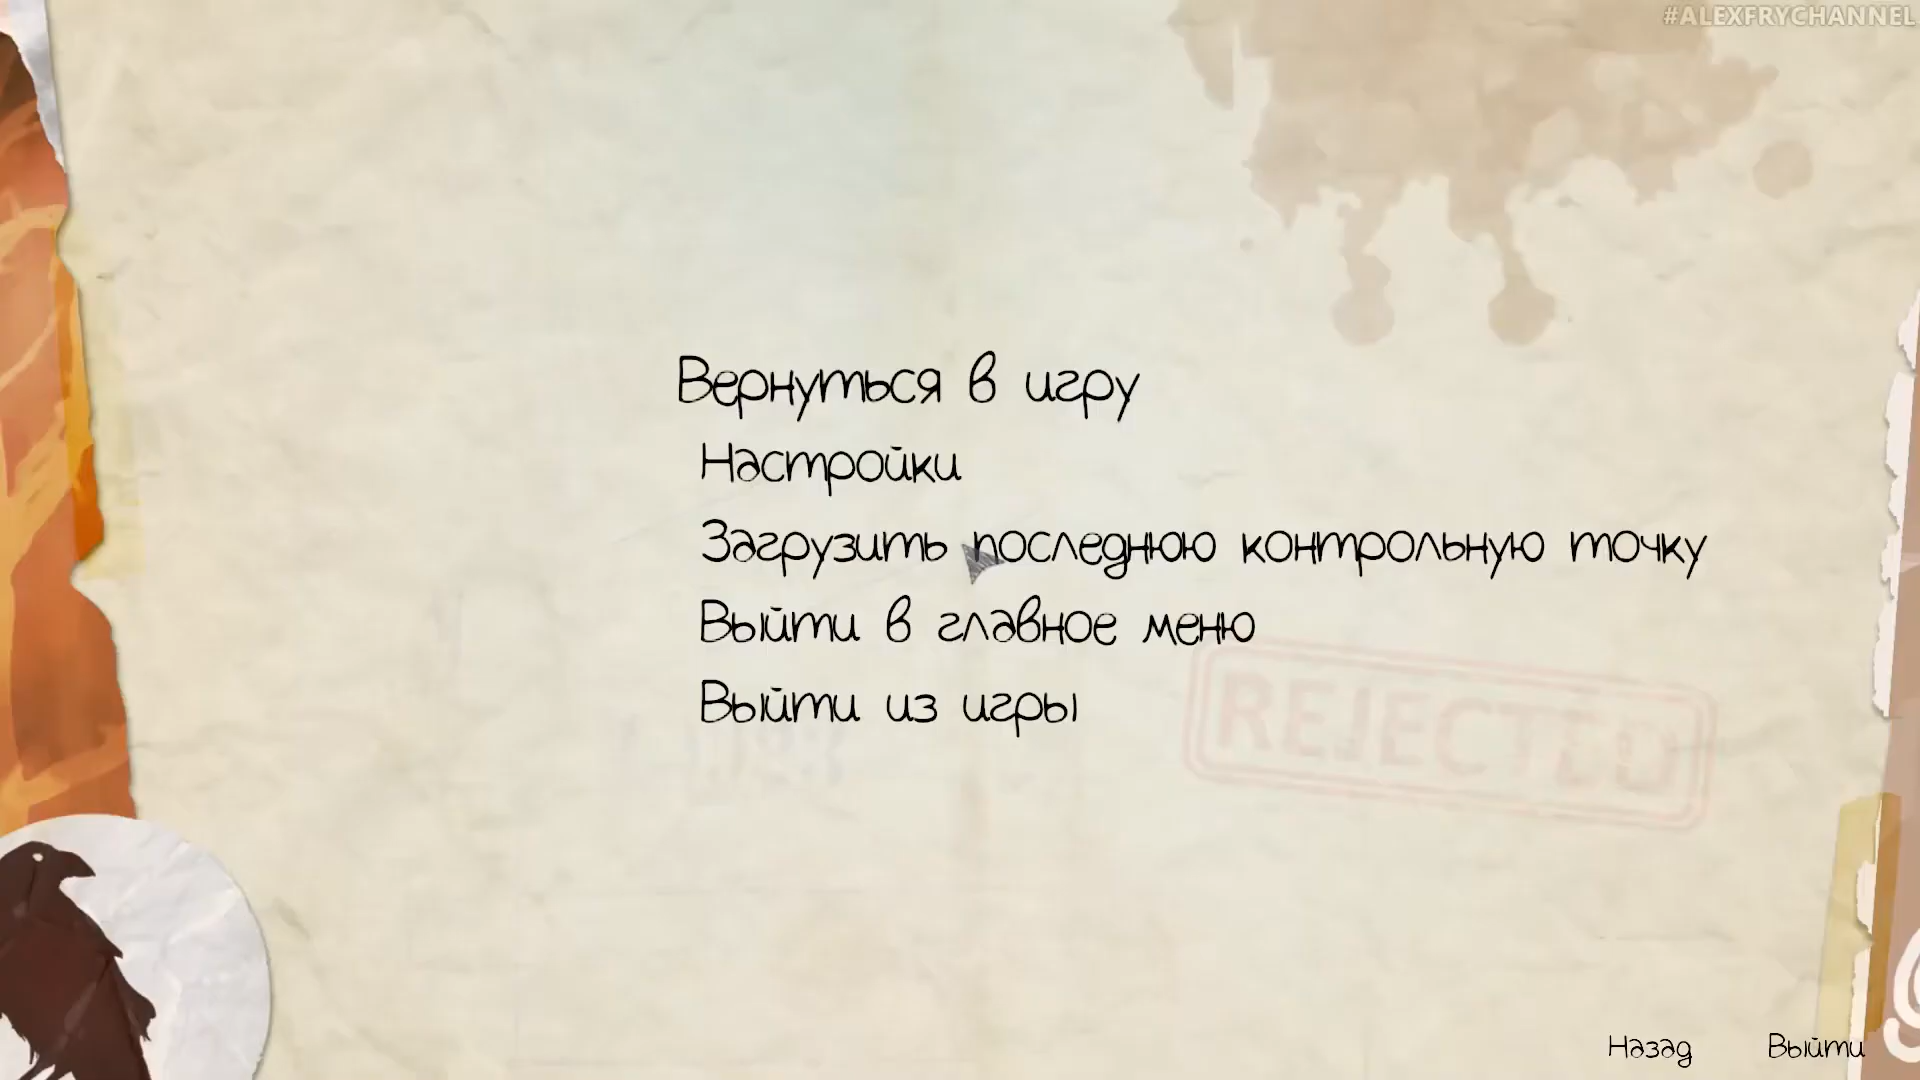 #ALEXFRYCHANNEL
Вернуться в игру
Настройки
Загрузить последнюю контрольную точку
Выйти в главное меню
Выйти из игры
REJECTED
Назад Выйти